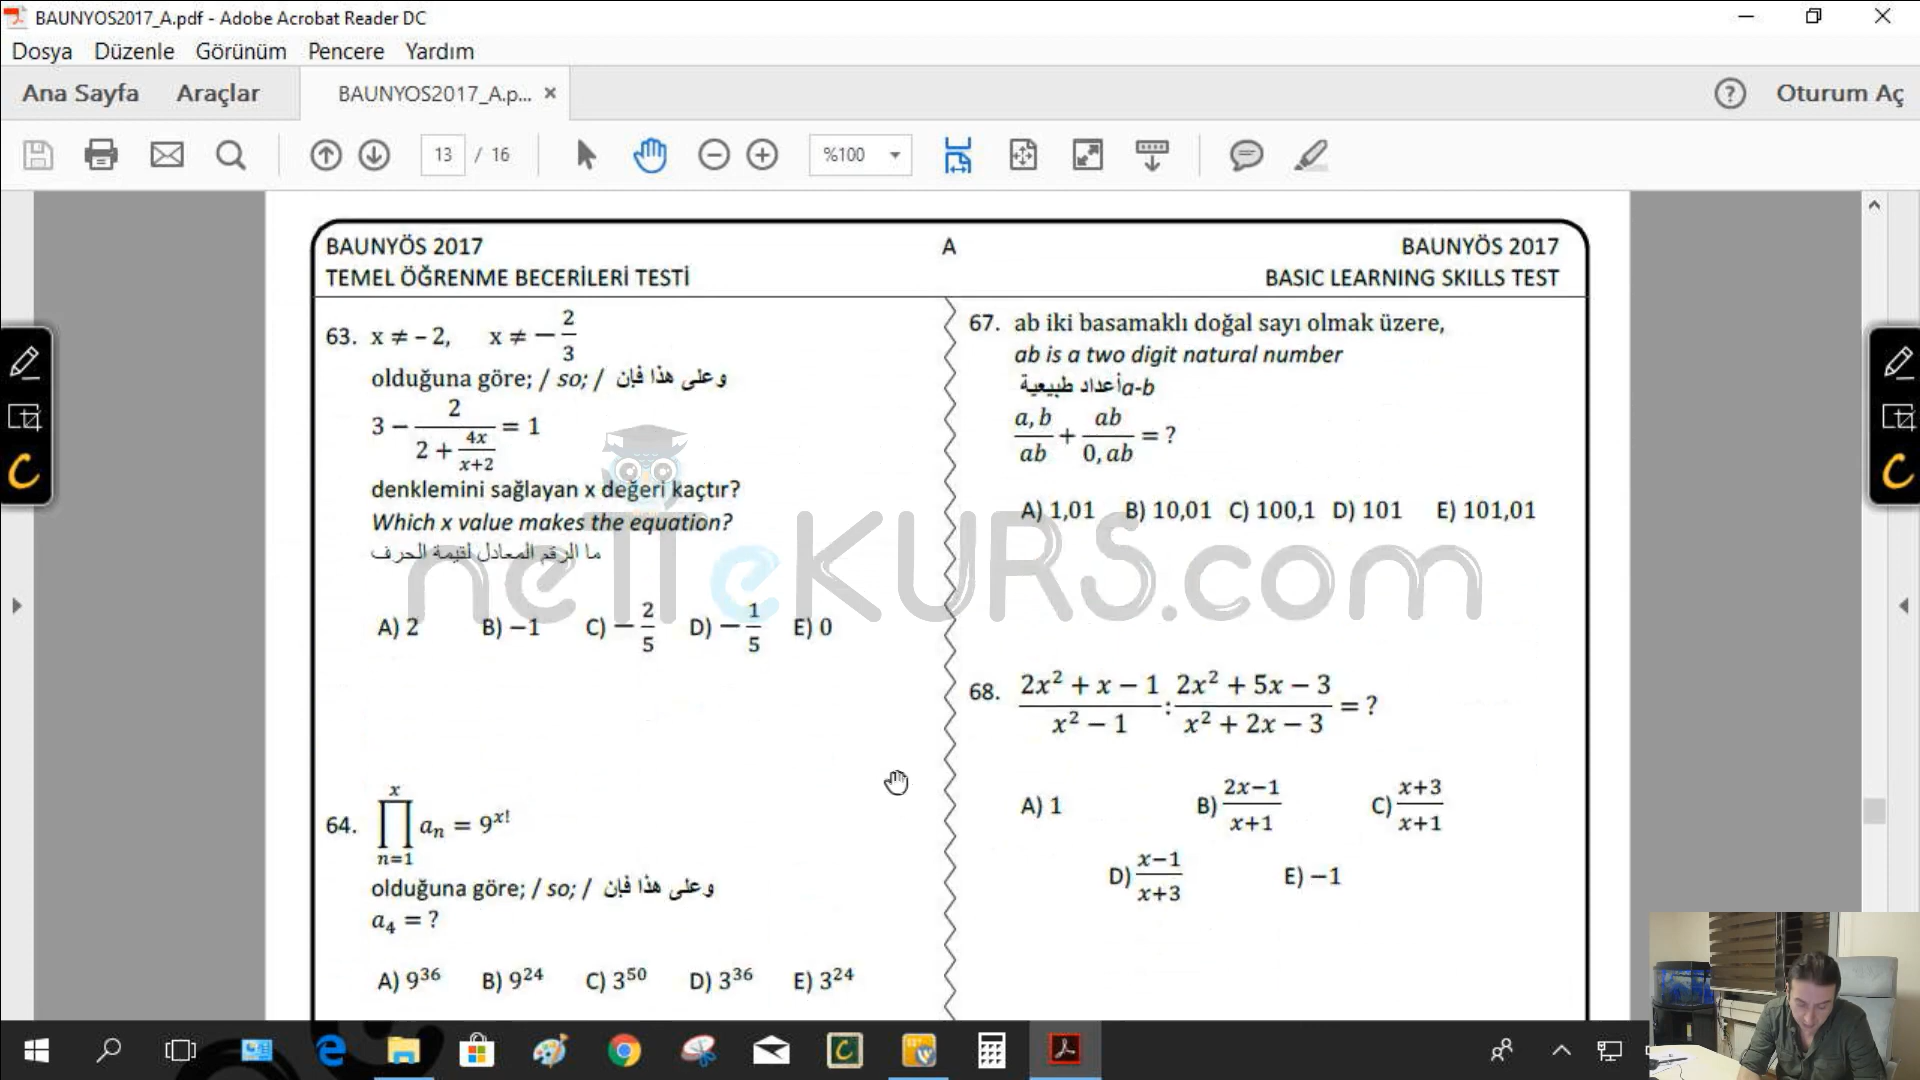 BAUNYOS2017_A.pdf - Adobe Acrobat Reader DC
Dosya Düzenle Görünüm Pencere Yardım
Ana Sayfa Araçlar BAUNYOS2017_A.p... × ? Oturum Aç
13 / 16 %100
BAUNYÖS 2017 A BAUNYÖS 2017
TEMEL ÖĞRENME BECERİLERİ TESTİ BASIC LEARNING SKILLS TEST
63. x ≠ – 2, x ≠ − 2/3
olduğuna göre; / so; / وعلى هذا فإن
3 − 2/(2 + 4x/(x+2)) = 1
denklemini sağlayan x değeri kaçtır?
Which x value makes the equation?
ما الرقم المعادل لقيمة الحرف
A) 2 B) −1 C) − 2/5 D) − 1/5 E) 0
64. ∏_{n=1}^{x} aₙ = 9^{x!}
olduğuna göre; / so; / وعلى هذا فإن
a₄ = ?
A) 9³⁶ B) 9²⁴ C) 3⁵⁰ D) 3³⁶ E) 3²⁴
67. ab iki basamaklı doğal sayı olmak üzere,
ab is a two digit natural number
a-b أعداد طبيعية
a, b/ab + ab/0, ab = ?
A) 1,01 B) 10,01 C) 100,1 D) 101 E) 101,01
68. (2x² + x − 1)/(x² − 1) : (2x² + 5x − 3)/(x² + 2x − 3) = ?
A) 1 B) (2x−1)/(x+1) C) (x+3)/(x+1)
D) (x−1)/(x+3) E) −1
netteKURS.com